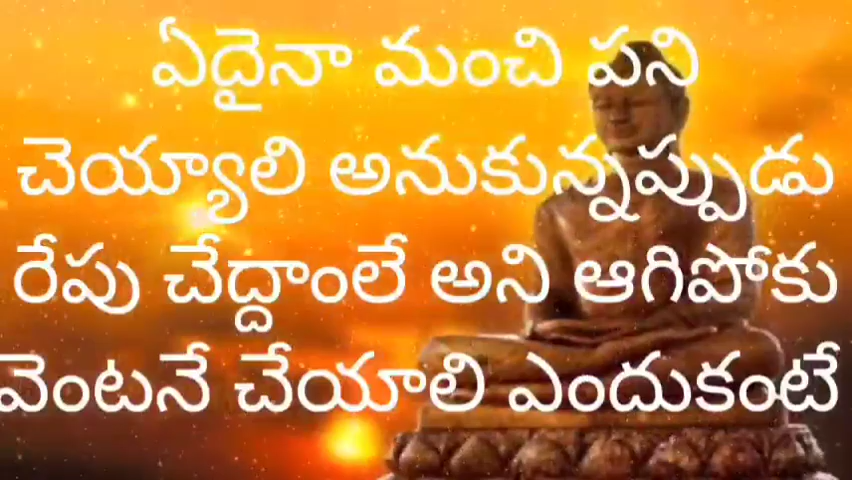 ఏదైనా మంచి పని
చెయ్యాలి అనుకున్నప్పుడు
రేపు చేద్దాంలే అని ఆగిపోకు
వెంటనే చేయాలి ఎందుకంటే